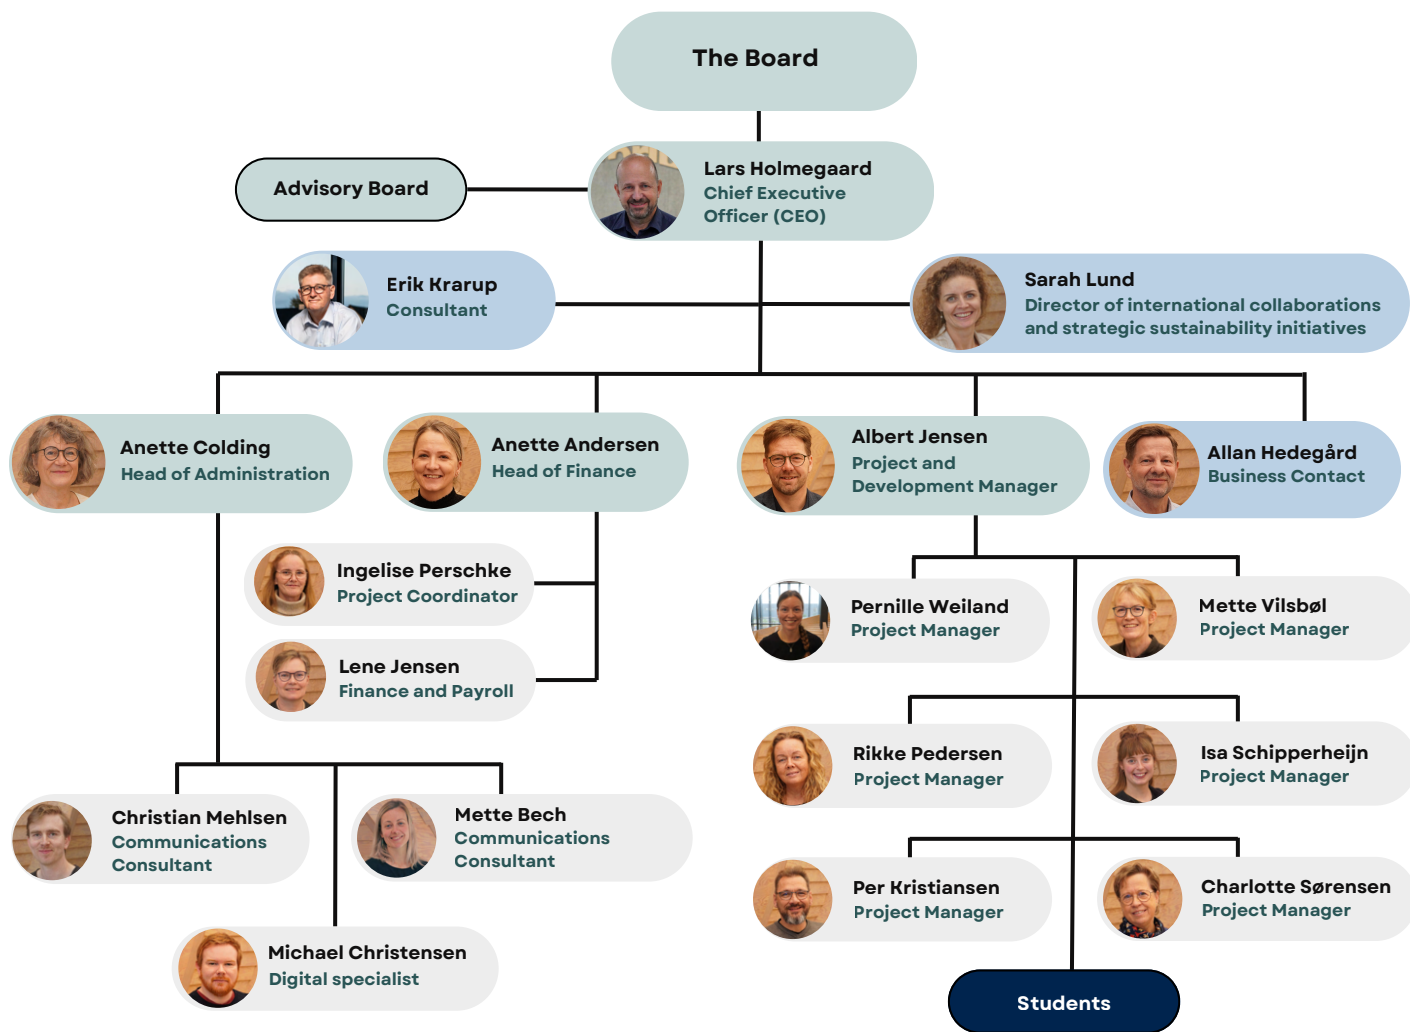 The Board
Advisory Board
Lars Holmegaard
Chief Executive
Officer (CEO)
Erik Krarup
Consultant
Sarah Lund
Director of international collaborations
and strategic sustainability initiatives
Anette Colding
Head of Administration
Anette Andersen
Head of Finance
Albert Jensen
Project and
Development Manager
Allan Hedegård
Business Contact
Ingelise Perschke
Project Coordinator
Lene Jensen
Finance and Payroll
Pernille Weiland
Project Manager
Mette Vilsbøl
Project Manager
Rikke Pedersen
Project Manager
Isa Schipperheijn
Project Manager
Christian Mehlsen
Communications
Consultant
Mette Bech
Communications
Consultant
Per Kristiansen
Project Manager
Charlotte Sørensen
Project Manager
Michael Christensen
Digital specialist
Students